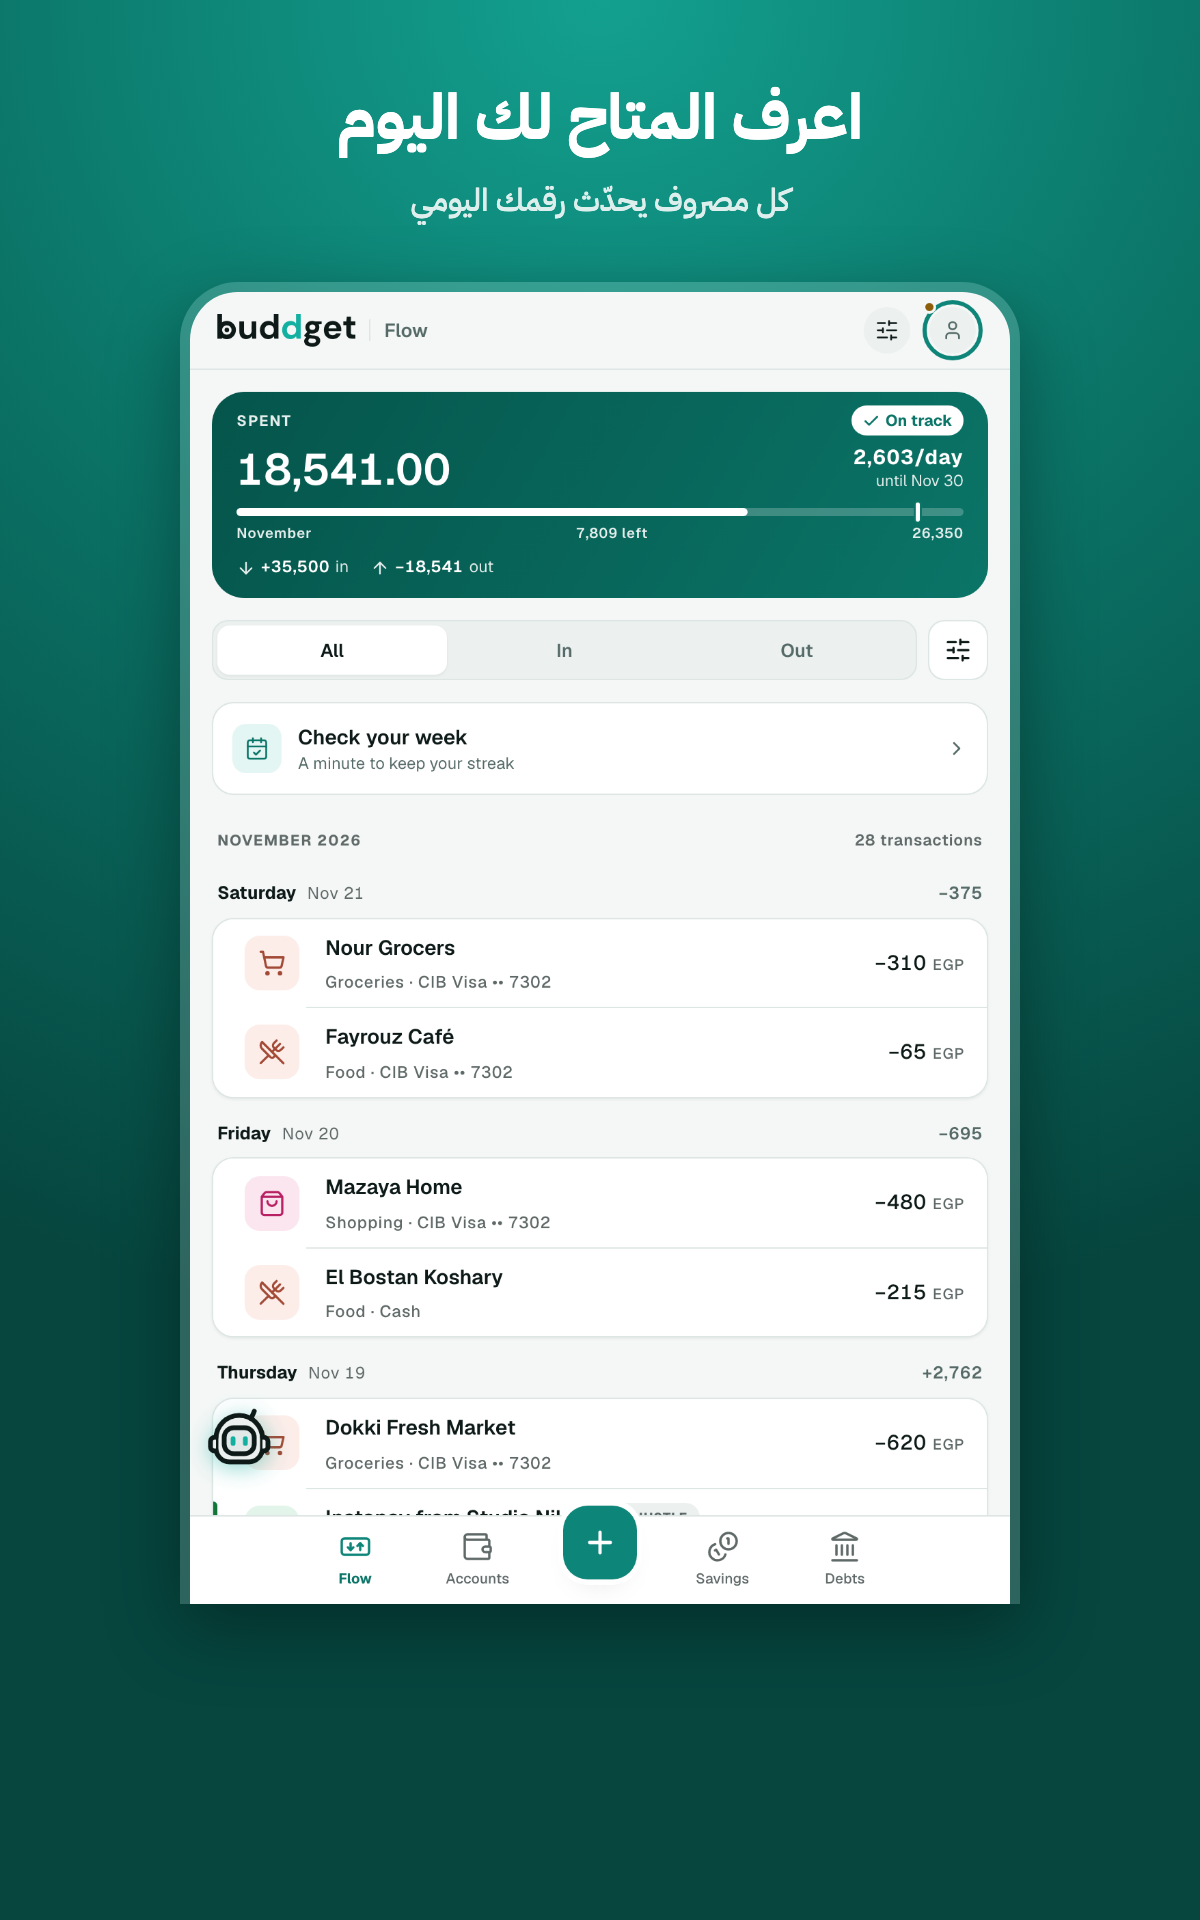 اعرف المتاح لك اليوم
كل مصروف يحدّث رقمك اليومي
buddget Flow
SPENT
On track
18,541.00
2,603/day
until Nov 30
November 7,809 left 26,350
+35,500 in −18,541 out
All In Out
Check your week
A minute to keep your streak
NOVEMBER 2026 28 transactions
Saturday Nov 21 −375
Nour Grocers
−310 EGP
Groceries · CIB Visa •• 7302
Fayrouz Café
−65 EGP
Food · CIB Visa •• 7302
Friday Nov 20 −695
Mazaya Home
−480 EGP
Shopping · CIB Visa •• 7302
El Bostan Koshary
−215 EGP
Food · Cash
Thursday Nov 19 +2,762
Dokki Fresh Market
−620 EGP
Groceries · CIB Visa •• 7302
from Studio
Flow Accounts Savings Debts